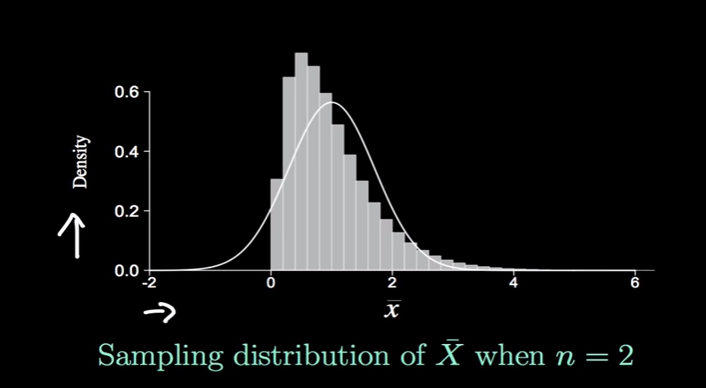 0.6
0.4
Density
0.2
0.0
-2 0 2 4 6
x̅
Sampling distribution of X̄ when n = 2